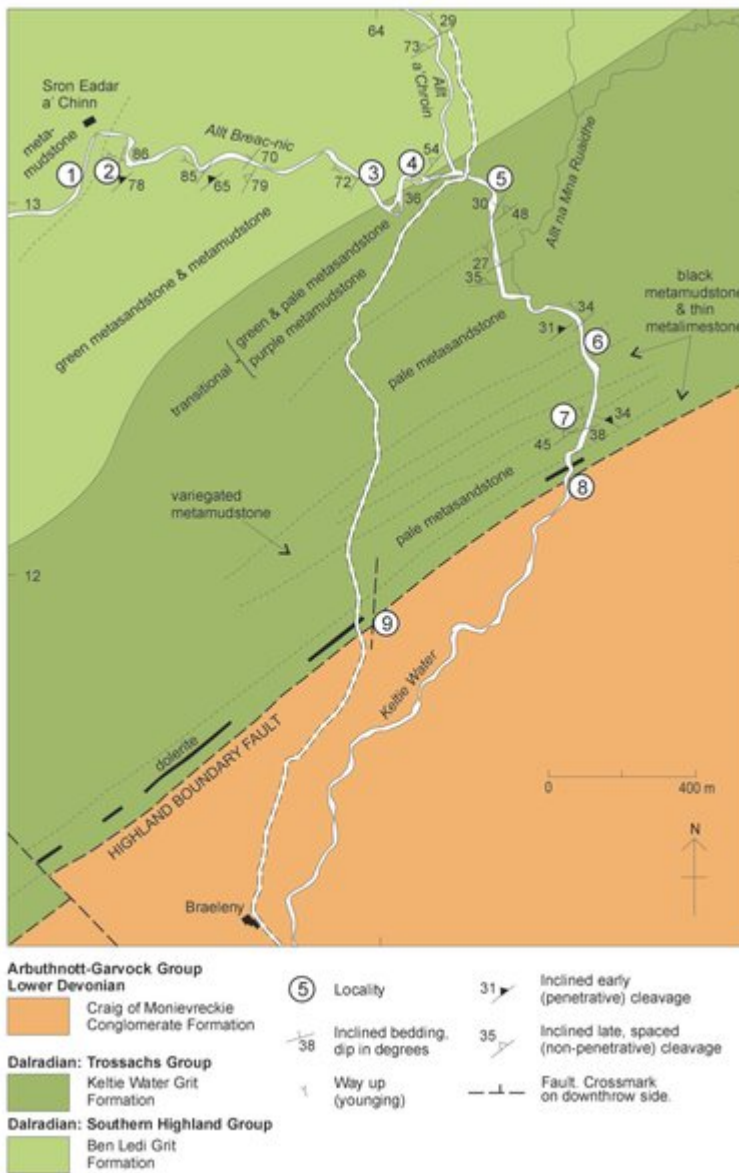 64
29
73
Allt
a'Chroin
Sron Eadar
a' Chinn
meta-
mudstone
Allt Breac-nic
Allt na Mna Ruaidhe
1
2
86
78
85
65
70
79
3
72
4
54
36
5
30
48
13
27
35
green metasandstone & metamudstone
transitional
green & pale metasandstone
purple metamudstone
pale metasandstone
black
metamudstone
& thin
metalimestone
34
31
6
7
34
45
38
8
variegated
metamudstone
pale metasandstone
12
9
Keltie Water
dolerite
HIGHLAND BOUNDARY FAULT
0
400 m
N
Braeleny
Arbuthnott-Garvock Group
Lower Devonian
Craig of Monievreckie
Conglomerate Formation
Dalradian: Trossachs Group
Keltie Water Grit
Formation
Dalradian: Southern Highland Group
Ben Ledi Grit
Formation
5
Locality
38
Inclined bedding,
dip in degrees
Way up
(younging)
31
Inclined early
(penetrative) cleavage
35
Inclined late, spaced
(non-penetrative) cleavage
Fault. Crossmark
on downthrow side.